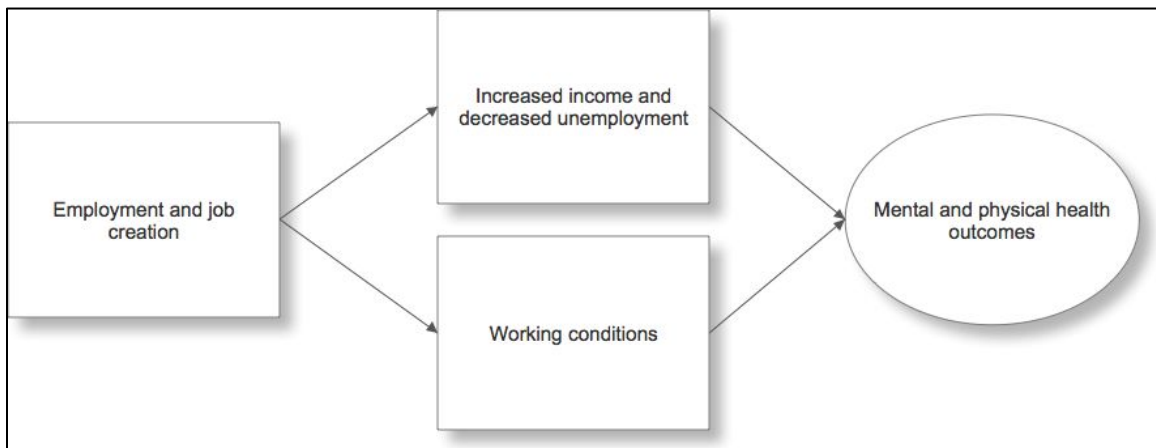 Increased income and
decreased unemployment
Employment and job
creation
Mental and physical health
outcomes
Working conditions